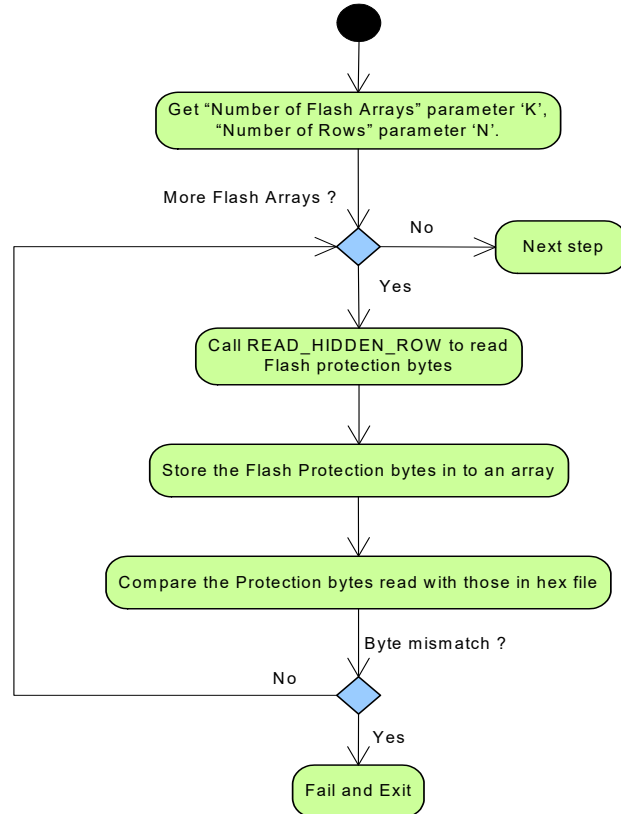 Get “Number of Flash Arrays” parameter ‘K’,
“Number of Rows” parameter ‘N’.
More Flash Arrays ?
No
Next step
Yes
Call READ_HIDDEN_ROW to read
Flash protection bytes
Store the Flash Protection bytes in to an array
Compare the Protection bytes read with those in hex file
Byte mismatch ?
No
Yes
Fail and Exit